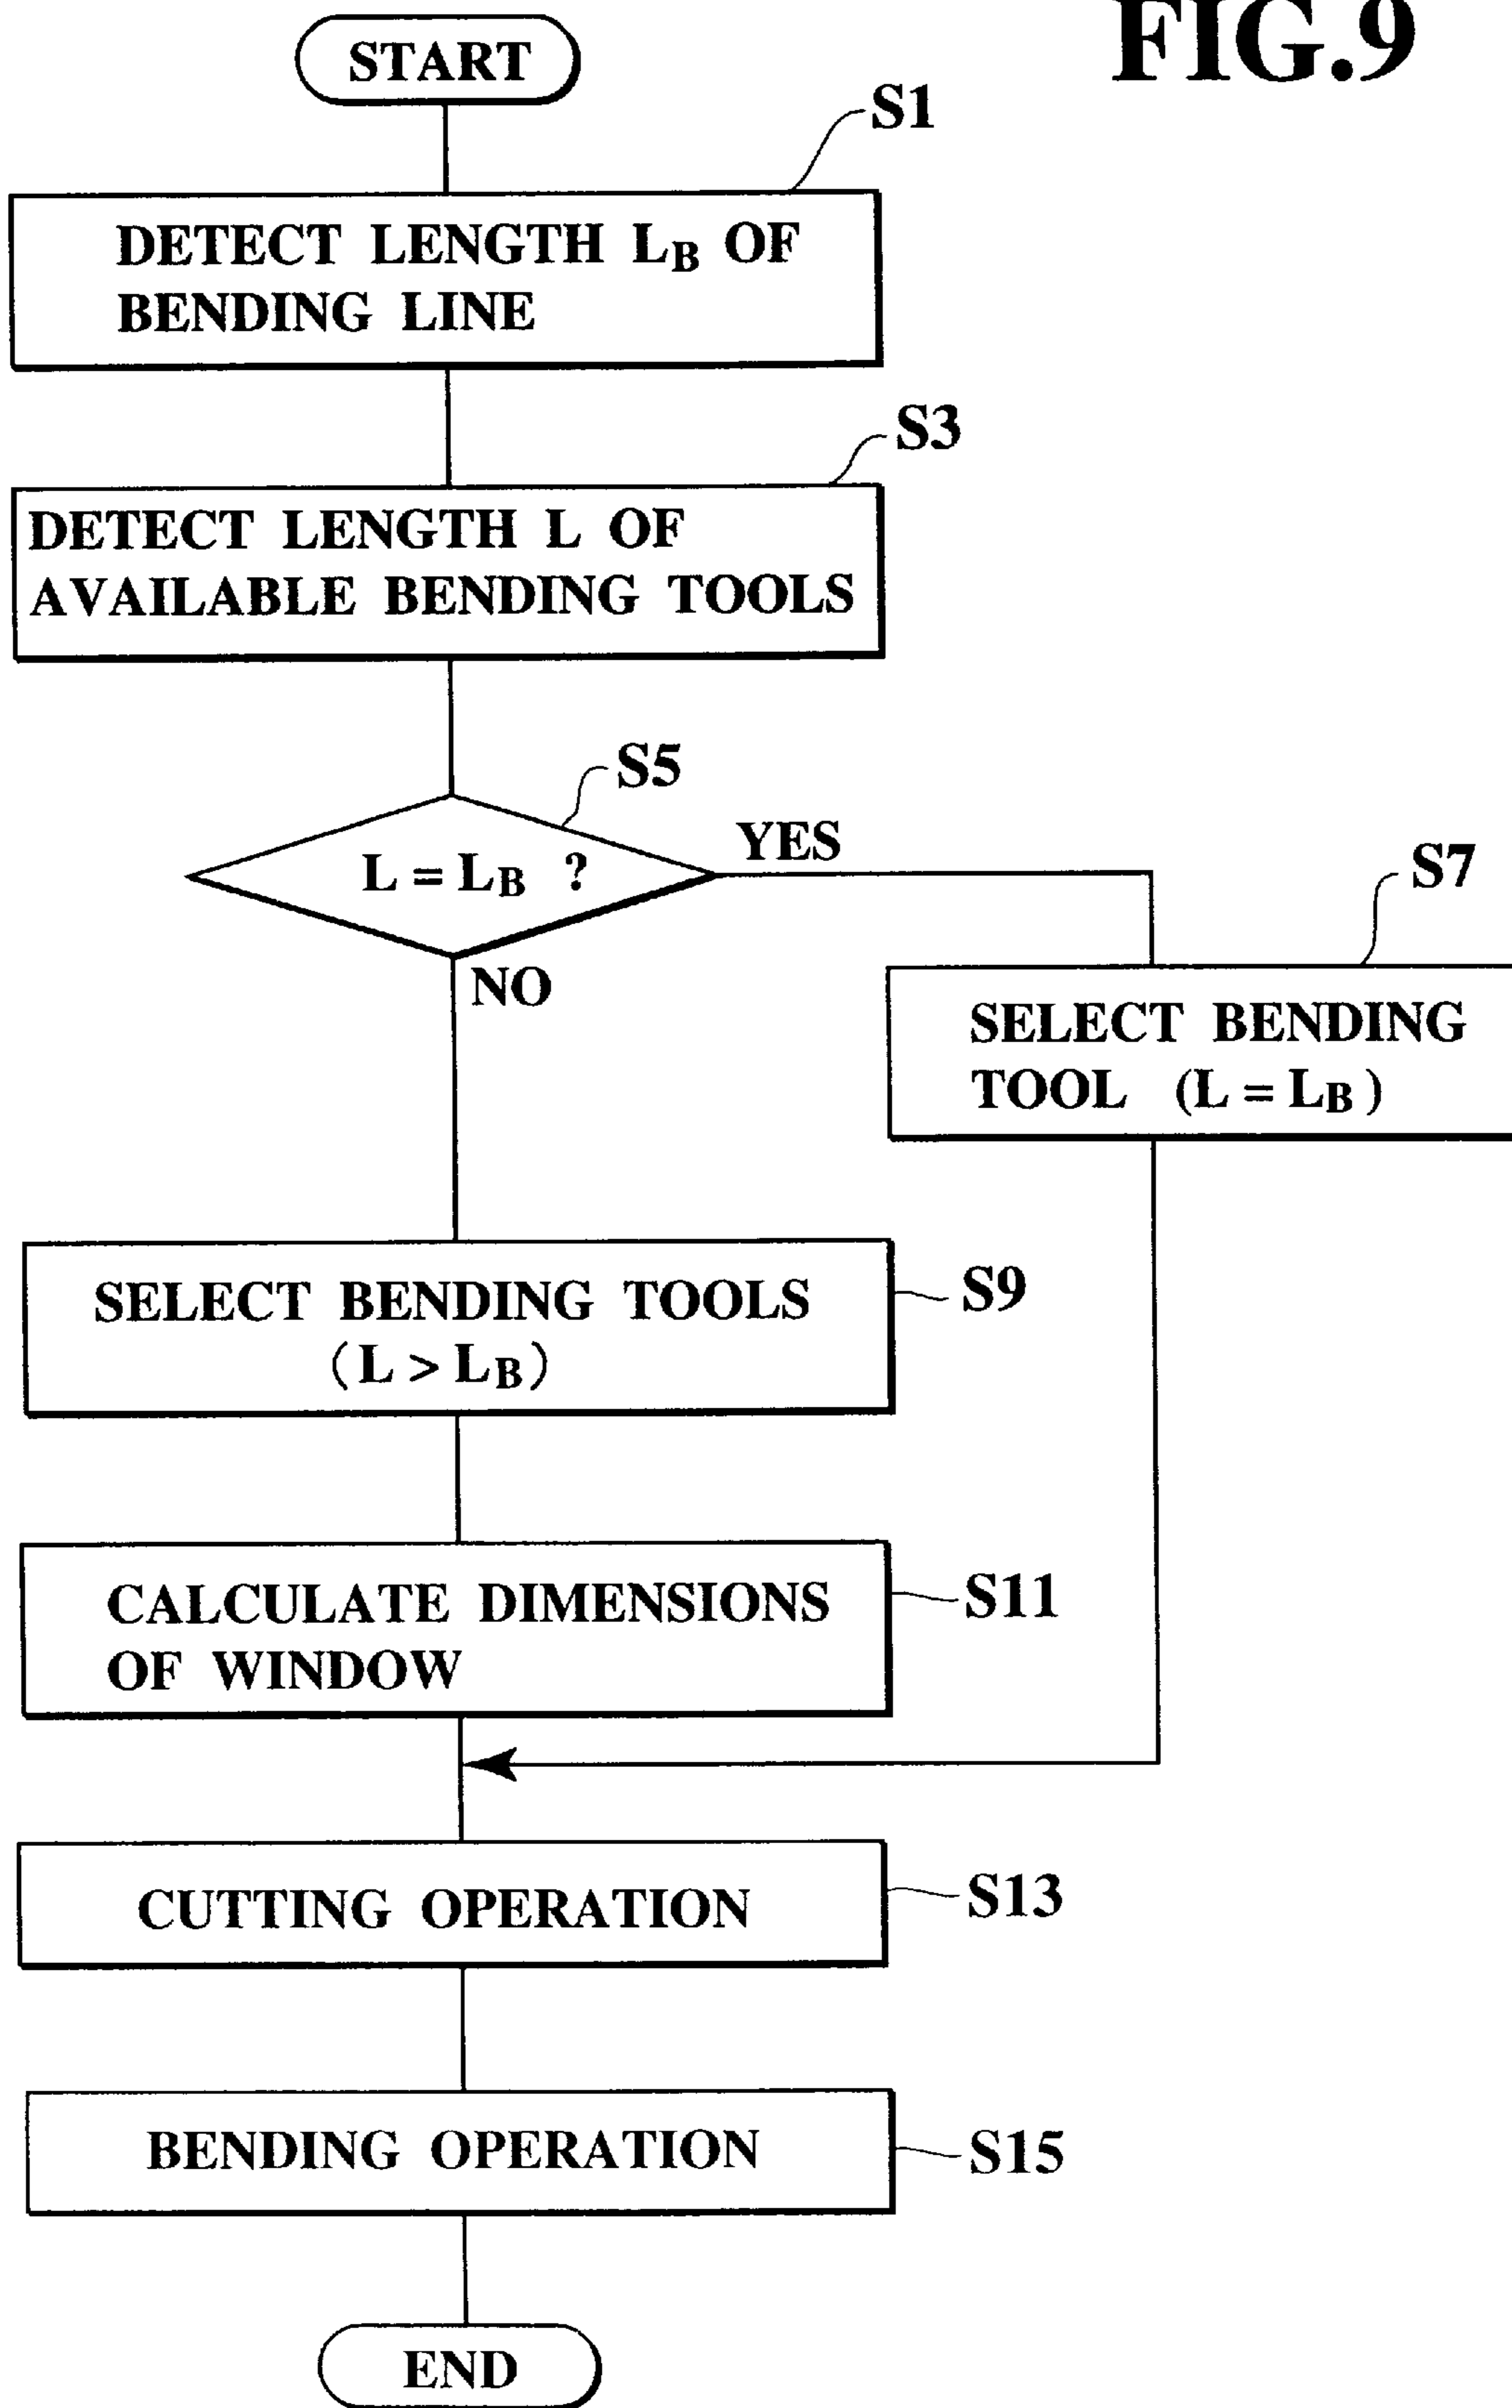 FIG.9
START
S1
DETECT LENGTH LB OF
BENDING LINE
S3
DETECT LENGTH L OF
AVAILABLE BENDING TOOLS
S5
L = LB ?
YES
NO
S7
SELECT BENDING
TOOL (L = LB)
SELECT BENDING TOOLS
(L > LB)
S9
CALCULATE DIMENSIONS
OF WINDOW
S11
CUTTING OPERATION
S13
BENDING OPERATION
S15
END